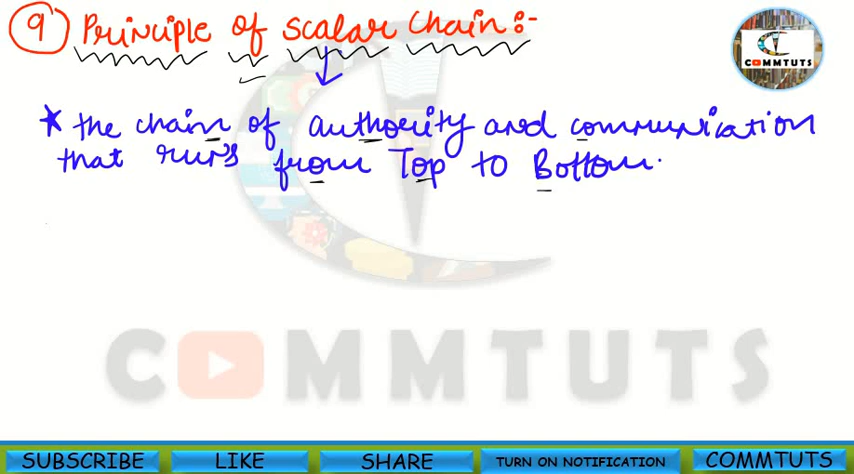 9) Principle of Scalar Chain :-
COMMTUTS
* the chain of authority and communication
that runs from Top to Bottom.
COMMTUTS
SUBSCRIBE LIKE SHARE TURN ON NOTIFICATION COMMTUTS